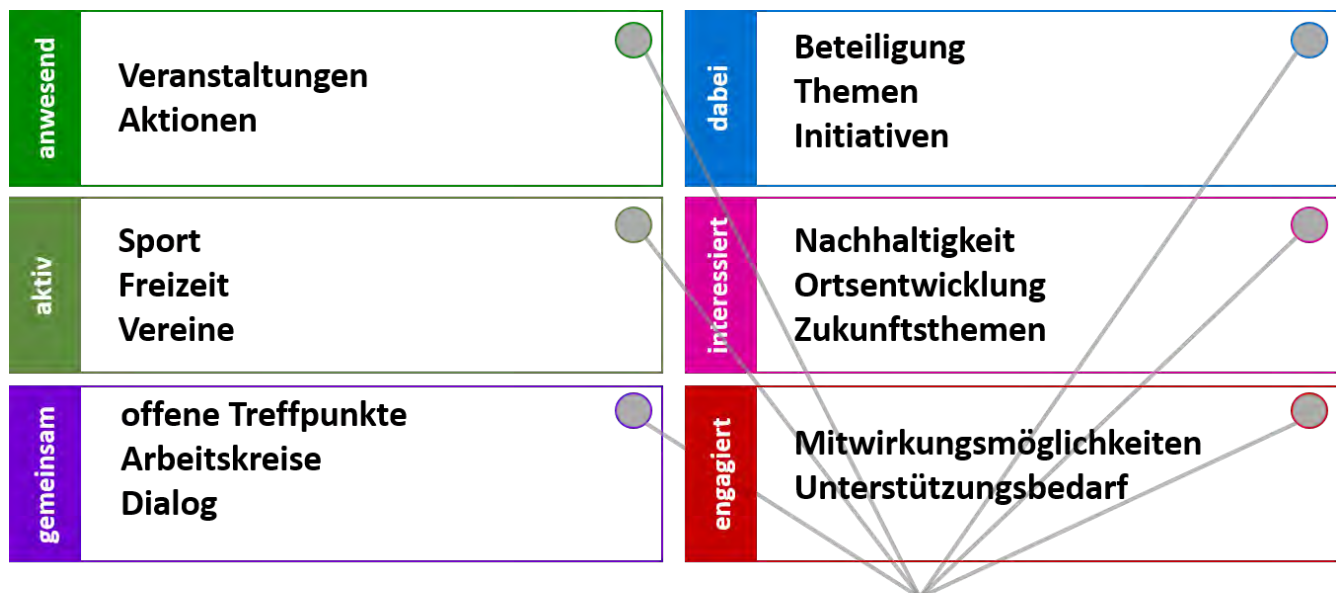 anwesend
Veranstaltungen
Aktionen
dabei
Beteiligung
Themen
Initiativen
aktiv
Sport
Freizeit
Vereine
interessiert
Nachhaltigkeit
Ortsentwicklung
Zukunftsthemen
gemeinsam
offene Treffpunkte
Arbeitskreise
Dialog
engagiert
Mitwirkungsmöglichkeiten
Unterstützungsbedarf